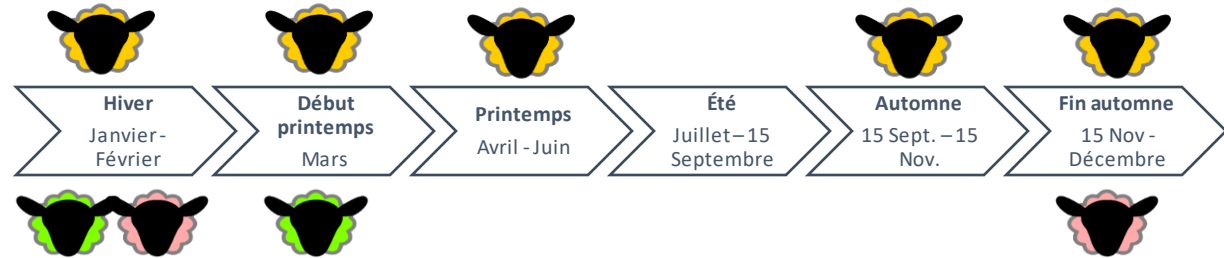 Hiver
Janvier -
Février
Début
printemps
Mars
Printemps
Avril - Juin
Été
Juillet – 15
Septembre
Automne
15 Sept. – 15
Nov.
Fin automne
15 Nov -
Décembre